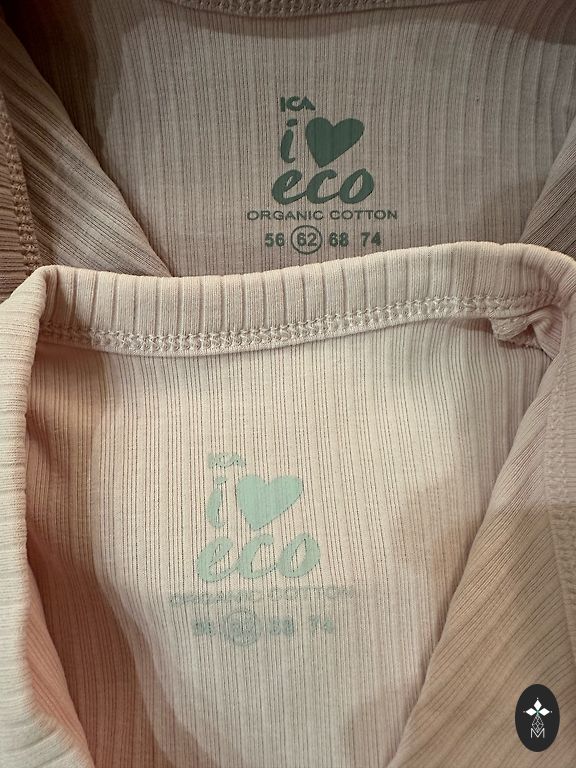 ICA
i♥
eco
ORGANIC COTTON
56 62 68 74
ICA
i♥
eco
ORGANIC COTTON
56 62 68 74
M